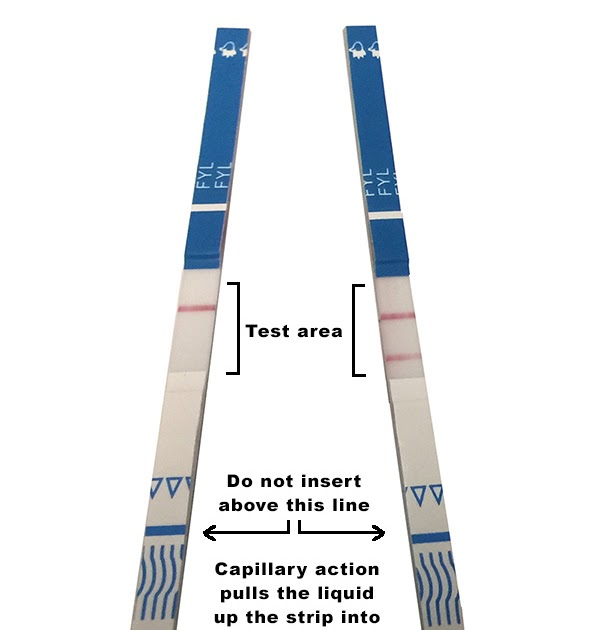 FYL
FYL
FYL
FYL
Test area
Do not insert
above this line
Capillary action
pulls the liquid
up the strip into